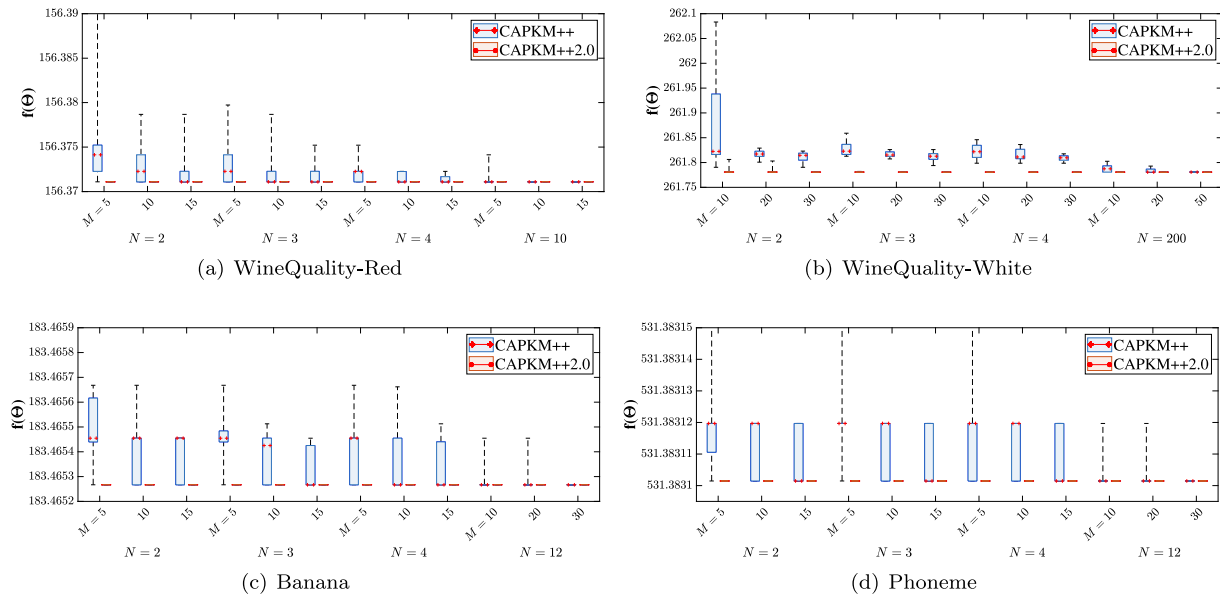 156.39
156.385
156.38
156.375
156.37
f(Θ)
CAPKM++
CAPKM++2.0
M = 5 10 15 M = 5 10 15 M = 5 10 15 M = 5 10 15
N = 2 N = 3 N = 4 N = 10
(a) WineQuality-Red
262.1
262.05
262
261.95
261.9
261.85
261.8
261.75
f(Θ)
CAPKM++
CAPKM++2.0
M = 10 20 30 M = 10 20 30 M = 10 20 30 M = 10 20 50
N = 2 N = 3 N = 4 N = 200
(b) WineQuality-White
183.4659
183.4658
183.4657
183.4656
183.4655
183.4654
183.4653
183.4652
f(Θ)
CAPKM++
CAPKM++2.0
M = 5 10 15 M = 5 10 15 M = 5 10 15 M = 10 20 30
N = 2 N = 3 N = 4 N = 12
(c) Banana
531.38315
531.38314
531.38313
531.38312
531.38311
531.3831
f(Θ)
CAPKM++
CAPKM++2.0
M = 5 10 15 M = 5 10 15 M = 5 10 15 M = 10 20 30
N = 2 N = 3 N = 4 N = 12
(d) Phoneme